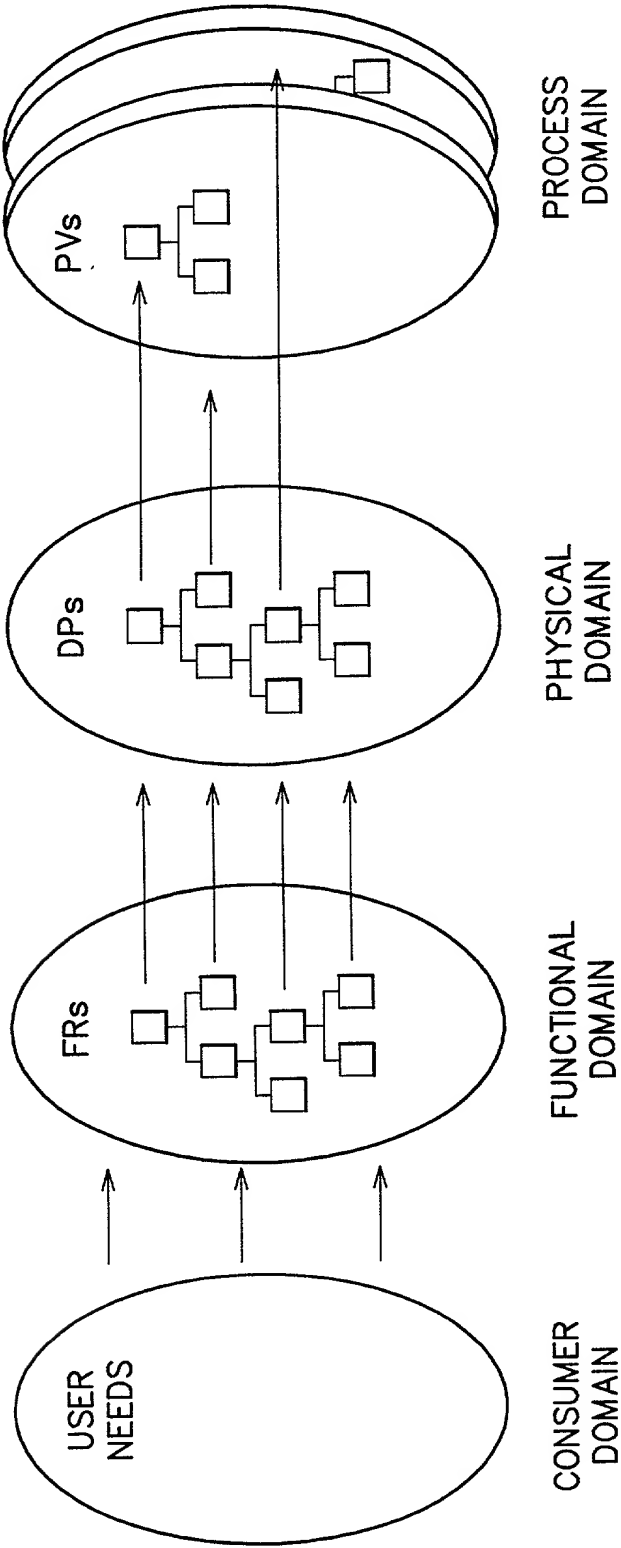 USER
NEEDS
FRs
DPs
PVs
CONSUMER
DOMAIN
FUNCTIONAL
DOMAIN
PHYSICAL
DOMAIN
PROCESS
DOMAIN